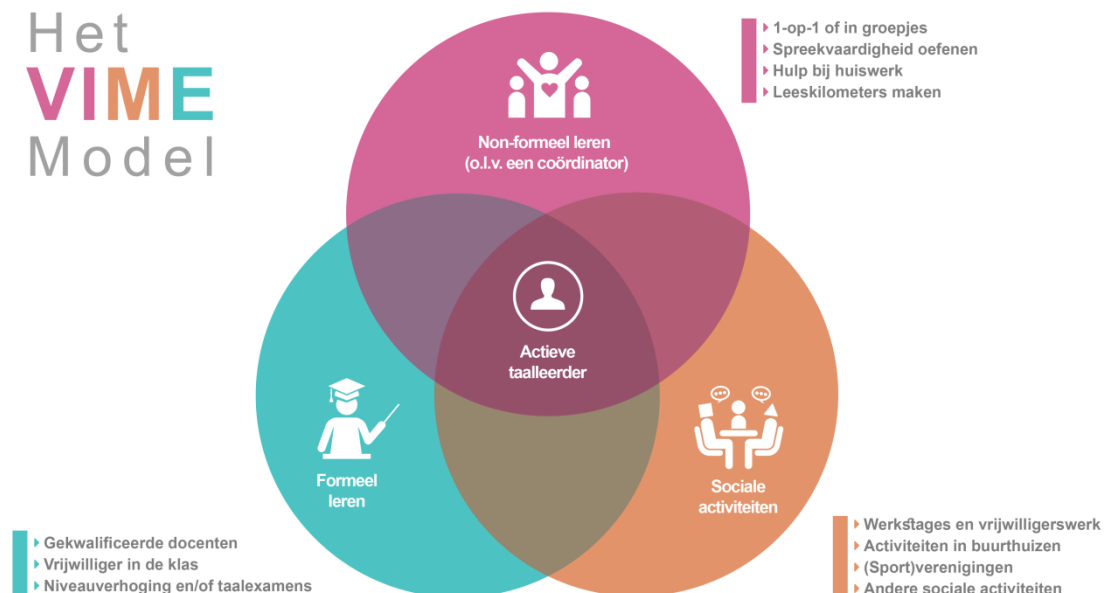 Het
VIME
Model
1-op-1 of in groepjes
Spreekvaardigheid oefenen
Hulp bij huiswerk
Leeskilometers maken
Non-formeel leren
(o.l.v. een coördinator)
Actieve
taalleerder
Formeel
leren
Sociale
activiteiten
Gekwalificeerde docenten
Vrijwilliger in de klas
Niveauverhoging en/of taalexamens
Werkstages en vrijwilligerswerk
Activiteiten in buurthuizen
(Sport)verenigingen
Andere sociale activiteiten